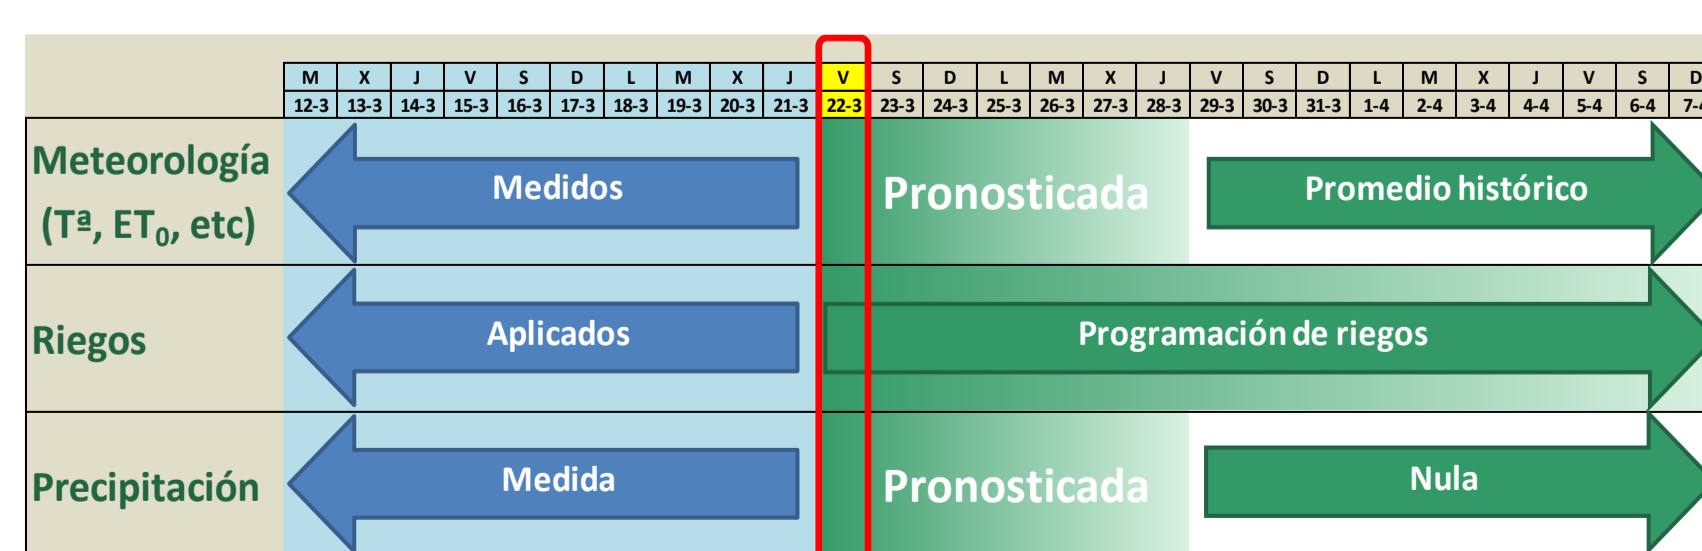 M X J V S D L M X J V S D L M X J V S D L M X J V S D
12-3 13-3 14-3 15-3 16-3 17-3 18-3 19-3 20-3 21-3 22-3 23-3 24-3 25-3 26-3 27-3 28-3 29-3 30-3 31-3 1-4 2-4 3-4 4-4 5-4 6-4 7-4
Meteorología
(Tª, ET₀, etc)
Medidos
Pronosticada
Promedio histórico
Riegos
Aplicados
Programación de riegos
Precipitación
Medida
Pronosticada
Nula